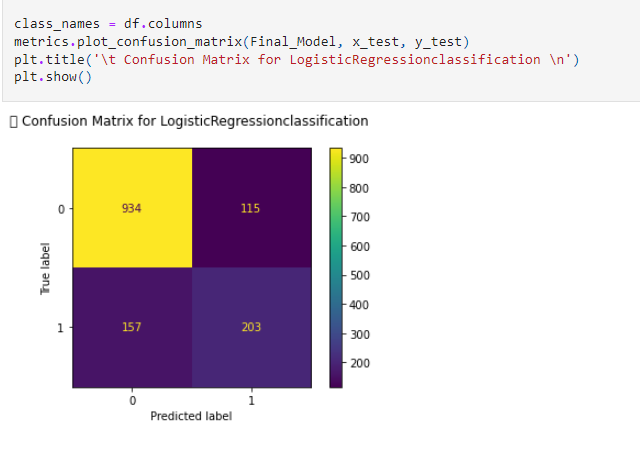 class_names = df.columns
metrics.plot_confusion_matrix(Final_Model, x_test, y_test)
plt.title('\t Confusion Matrix for LogisticRegressionclassification \n')
plt.show()
▯ Confusion Matrix for LogisticRegressionclassification
900
800
700
600
500
400
300
200
True label
0
934 115
1
157 203
0 1
Predicted label